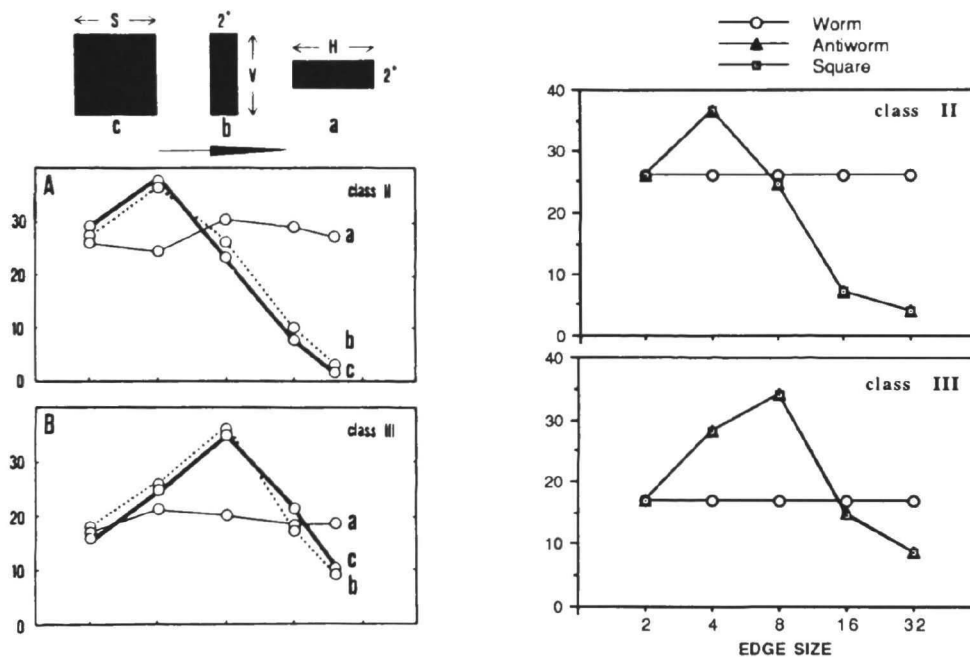 S
2°
V
H
2°
c
b
a
A
class II
30
20
10
0
a
b
c
B
class III
30
20
10
0
a
c
b
Worm
Antiworm
Square
class II
40
30
20
10
0
class III
40
30
20
10
0
2
4
8
16
32
EDGE SIZE